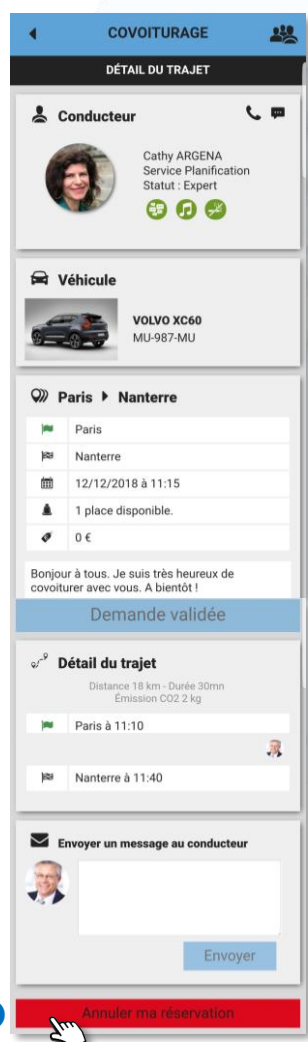 COVOITURAGE
DÉTAIL DU TRAJET
Conducteur
Cathy ARGENA
Service Planification
Statut : Expert
Véhicule
VOLVO XC60
MU-987-MU
Paris Nanterre
Paris
Nanterre
12/12/2018 à 11:15
1 place disponible.
0 €
Bonjour à tous. Je suis très heureux de
covoiturer avec vous. A bientôt !
Demande validée
Détail du trajet
Distance 18 km - Durée 30mn
Émission CO2 2 kg
Paris à 11:10
Nanterre à 11:40
Envoyer un message au conducteur
Envoyer
Annuler ma réservation